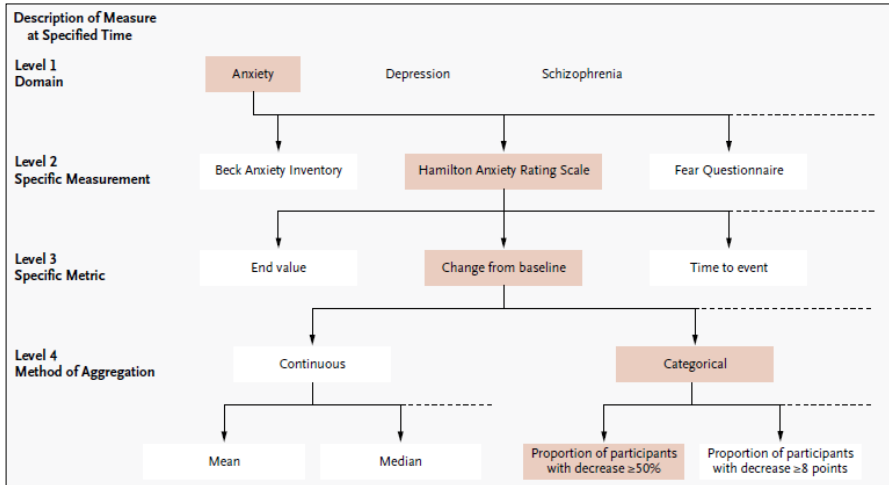 Description of Measure
at Specified Time
Level 1
Domain
Anxiety
Depression
Schizophrenia
Level 2
Specific Measurement
Beck Anxiety Inventory
Hamilton Anxiety Rating Scale
Fear Questionnaire
Level 3
Specific Metric
End value
Change from baseline
Time to event
Level 4
Method of Aggregation
Continuous
Categorical
Mean
Median
Proportion of participants
with decrease ≥50%
Proportion of participants
with decrease ≥8 points